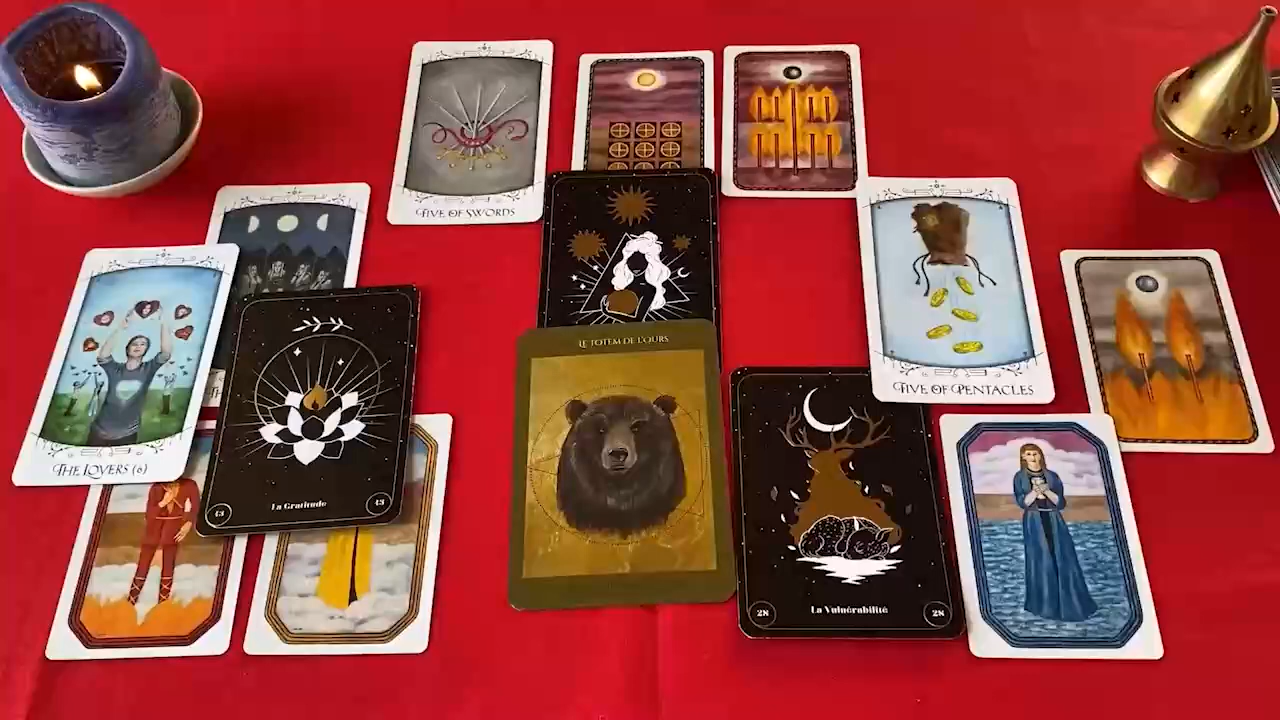 FIVE OF SWORDS
FIVE OF PENTACLES
THE LOVERS (6)
La Gratitude
43
43
LE TOTEM DE L'OURS
La Vulnérabilité
28
28